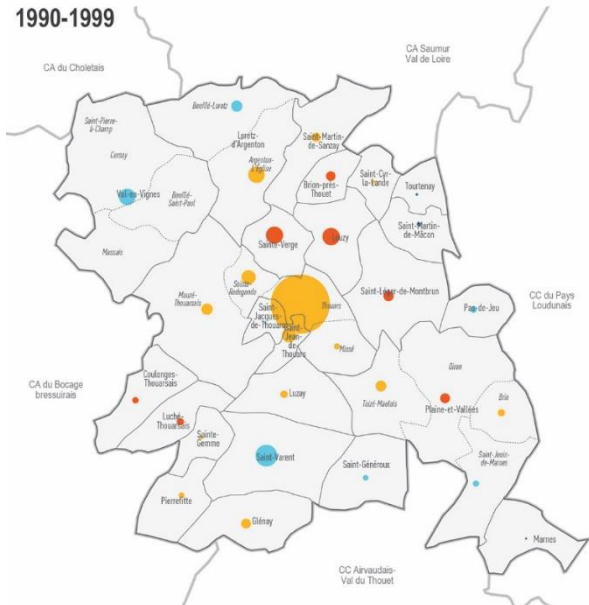 1990-1999
CA du Choletais
CA Saumur
Val de Loire
Bouillé-Loretz
Saint-Pierre-
à-Champ
Cersay
Loretz-
d'Argenton
Argenton-
l'Église
Saint-Martin-
de-Sanzay
Brion-près-
Thouet
Saint-Cyr-
la-Lande
Tourtenay
Val en Vignes
Bouillé-
Saint-Paul
Saint-Martin-
de-Mâcon
Massais
Sainte-Verge
Louzy
Mauzé-
Thouarsais
Sainte-
Radegonde
Saint-
Jacques-
de-Thouars
Thouars
Saint-Léger-de-Montbrun
Pas-de-Jeu
CC du Pays
Loudunais
Saint-
Jean-
de-
Thouars
Missé
Oiron
CA du Bocage
bressuirais
Coulonges-
Thouarsais
Luché-
Thouarsais
Luzay
Taizé-Maulais
Plaine-et-Vallées
Brie
Sainte-
Gemme
Saint-Varent
Saint-Généroux
Saint-Jouin-
de-Marnes
Pierrefitte
Glénay
Marnes
CC Airvaudais-
Val du Thouet